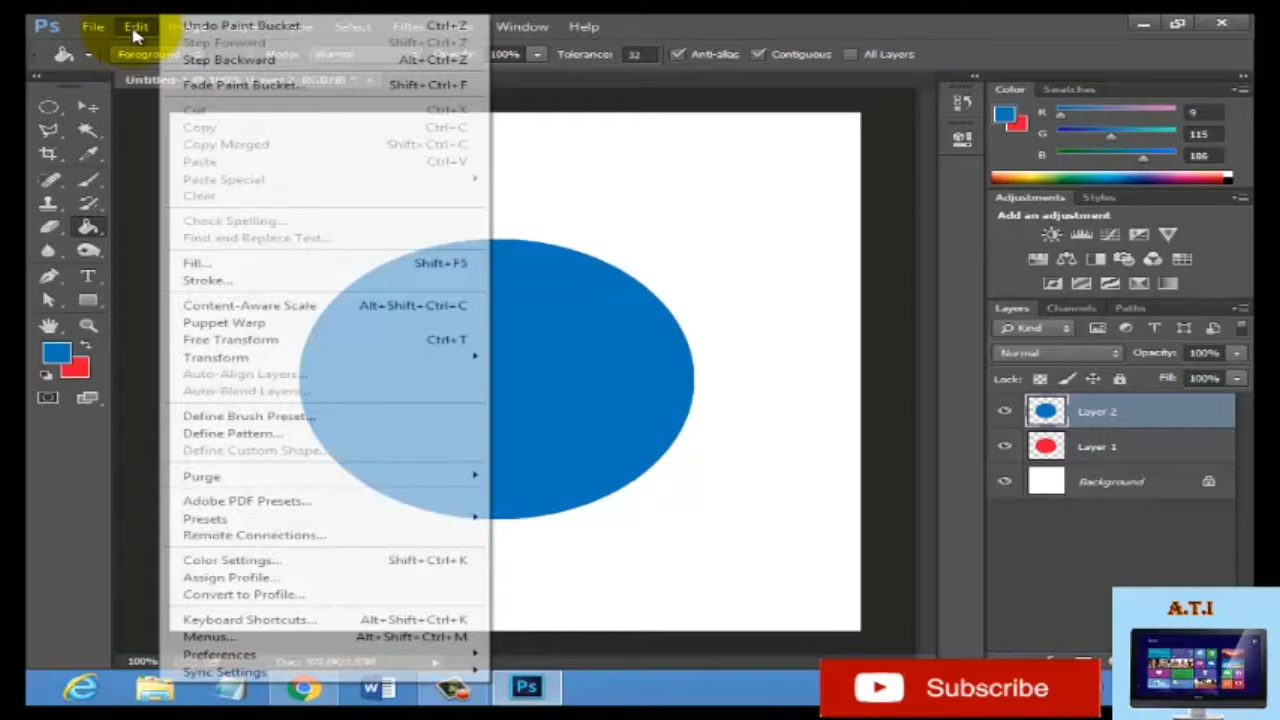 Ps File Edit Select Filter Window Help
Foreground Mode: Normal 100% Tolerance: 32 Anti-alias Contiguous All Layers
Undo Paint Bucket Ctrl+Z
Step Forward Shift+Ctrl+Z
Step Backward Alt+Ctrl+Z
Fade Paint Bucket... Shift+Ctrl+F
Cut Ctrl+X
Copy Ctrl+C
Copy Merged Shift+Ctrl+C
Paste Ctrl+V
Paste Special
Clear
Check Spelling...
Find and Replace Text...
Fill... Shift+F5
Stroke...
Content-Aware Scale Alt+Shift+Ctrl+C
Puppet Warp
Free Transform Ctrl+T
Transform
Auto-Align Layers...
Auto-Blend Layers...
Define Brush Preset...
Define Pattern...
Define Custom Shape...
Purge
Adobe PDF Presets...
Presets
Remote Connections...
Color Settings... Shift+Ctrl+K
Assign Profile...
Convert to Profile...
Keyboard Shortcuts... Alt+Shift+Ctrl+K
Menus... Alt+Shift+Ctrl+M
Preferences
Sync Settings
100%
Color Swatches
R 9
G 115
B 186
Adjustments Styles
Add an adjustment
Layers Channels Paths
Kind
Normal Opacity: 100%
Lock: Fill: 100%
Layer 2
Layer 1
Background
A.T.I
Subscribe
Ps